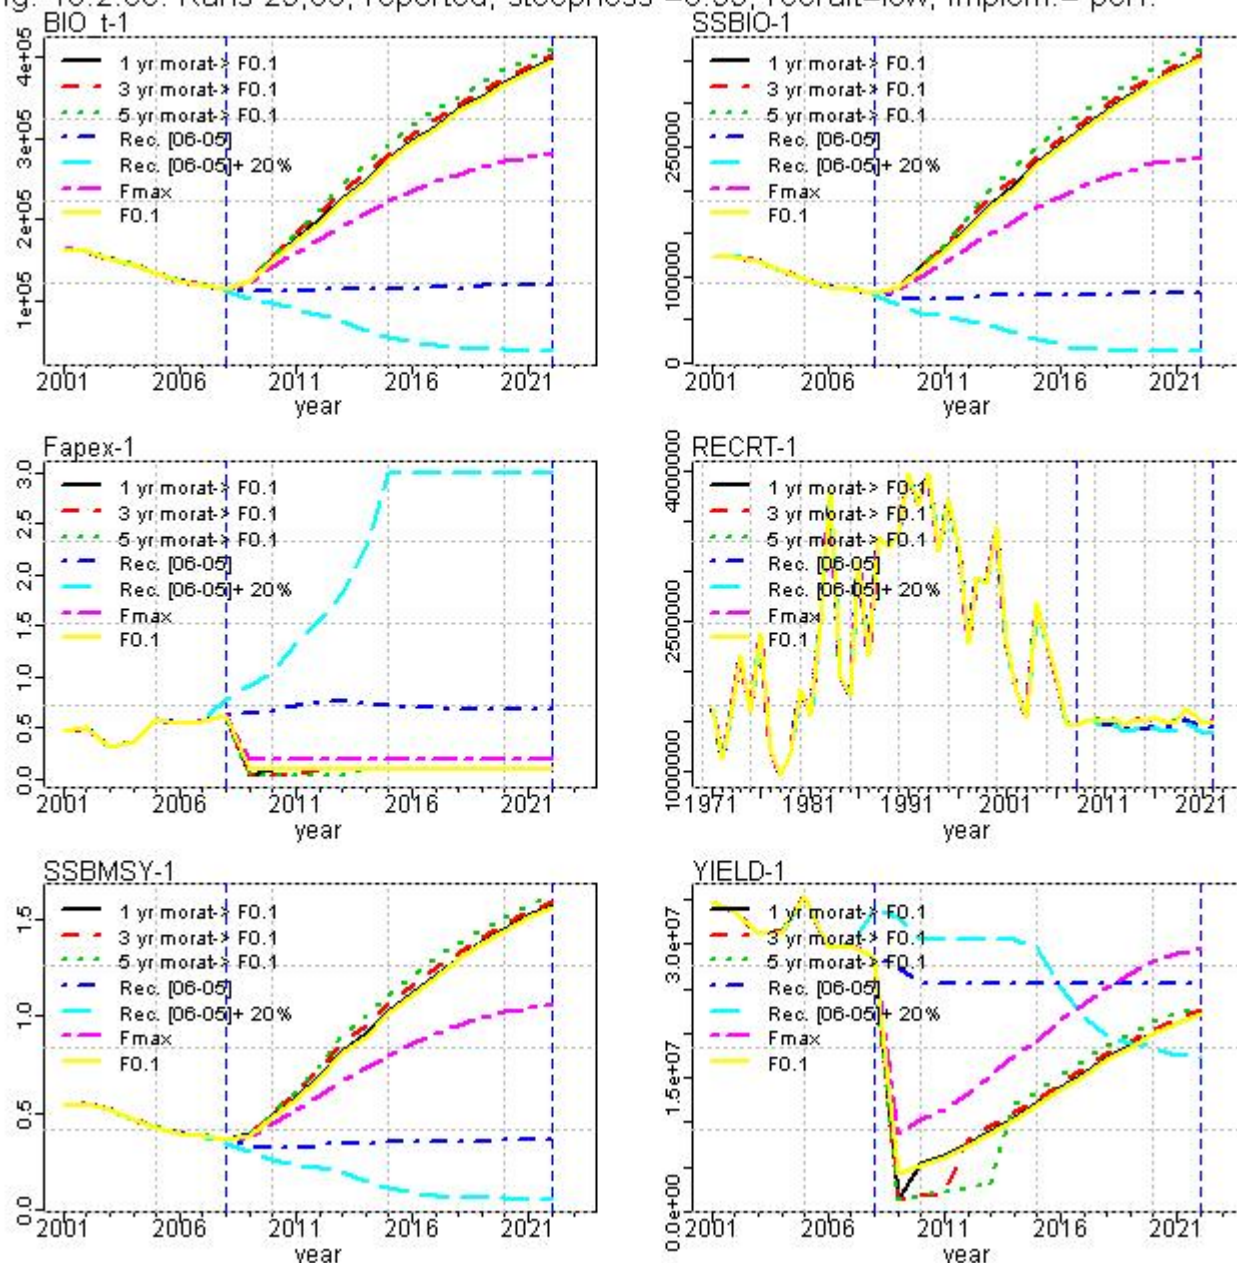 reported, steepness recruit=low, implem.= perf.
BIO_t-1
4e+05
3e+05
2e+05
1e+05
1 yr morat-> F0.1
3 yr morat-> F0.1
5 yr morat-> F0.1
Rec. [06-05]
Rec. [06-05]+ 20%
Fmax
F0.1
2001 2006 2011 2016 2021
year
SSBIO-1
250000
100000
0
1 yr morat-> F0.1
3 yr morat-> F0.1
5 yr morat-> F0.1
Rec. [06-05]
Rec. [06-05]+ 20%
Fmax
F0.1
2001 2006 2011 2016 2021
year
Fapex-1
3.0
2.5
2.0
1.5
1.0
0.5
0.0
1 yr morat-> F0.1
3 yr morat-> F0.1
5 yr morat-> F0.1
Rec. [06-05]
Rec. [06-05]+ 20%
Fmax
F0.1
2001 2006 2011 2016 2021
year
RECRT-1
4000000
2500000
1000000
1 yr morat-> F0.1
3 yr morat-> F0.1
5 yr morat-> F0.1
Rec. [06-05]
Rec. [06-05]+ 20%
Fmax
F0.1
1971 1981 1991 2001 2011 2021
year
SSBMSY-1
1.5
1.0
0.5
0.0
1 yr morat-> F0.1
3 yr morat-> F0.1
5 yr morat-> F0.1
Rec. [06-05]
Rec. [06-05]+ 20%
Fmax
F0.1
2001 2006 2011 2016 2021
year
YIELD-1
3.0e+07
1.5e+07
0.0e+00
1 yr morat-> F0.1
3 yr morat-> F0.1
5 yr morat-> F0.1
Rec. [06-05]
Rec. [06-05]+ 20%
Fmax
F0.1
2001 2006 2011 2016 2021
year